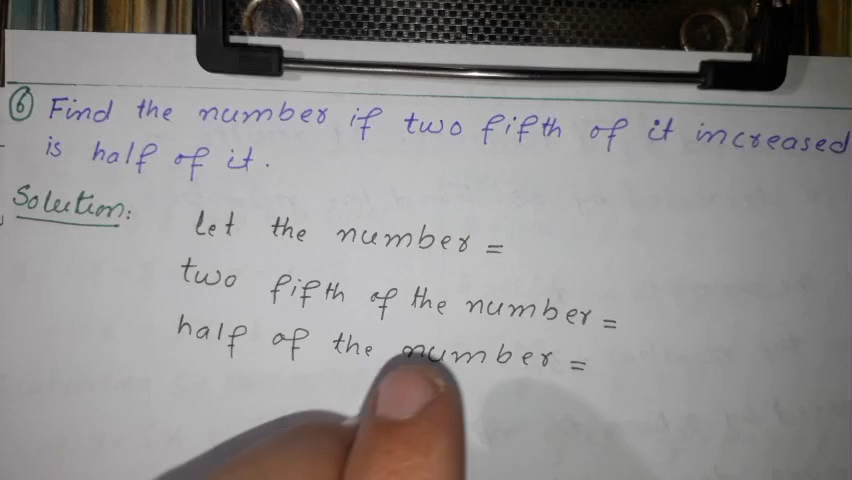 6 Find the number if two fifth of it increased
is half of it.
Solution:
let the number =
two fifth of the number =
half of the number =